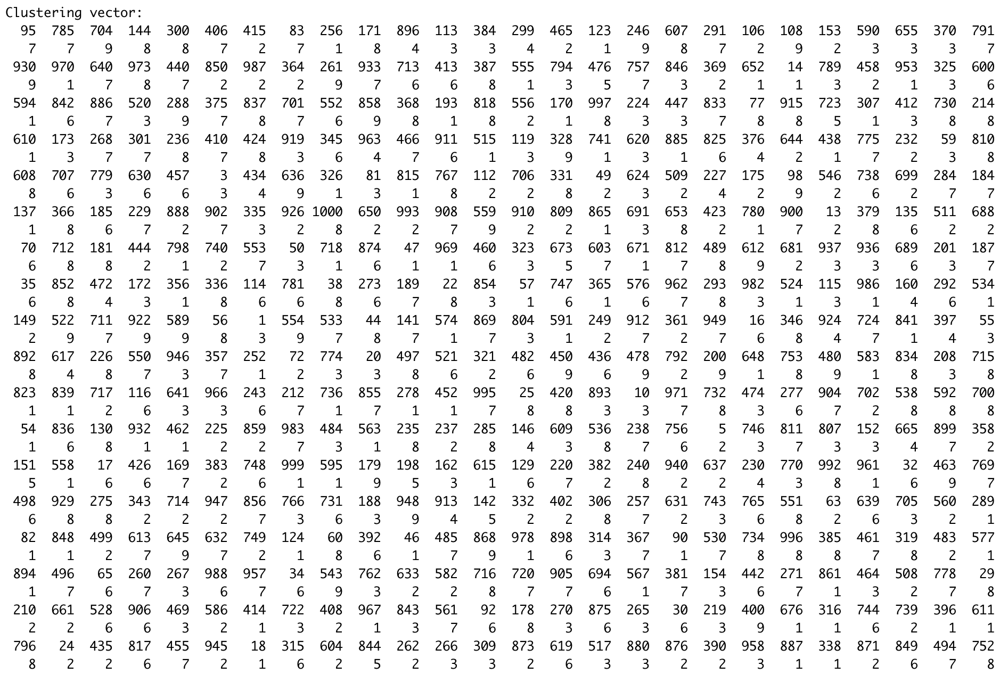 Clustering vector:
95 785 704 144 300 406 415 83 256 171 896 113 384 299 465 123 246 607 291 106 108 153 590 655 370 791
7 7 9 8 8 7 2 7 1 8 4 3 3 4 2 1 9 8 7 2 9 2 3 3 3 7
930 970 640 973 440 850 987 364 261 933 713 413 387 555 794 476 757 846 369 652 14 789 458 953 325 600
9 1 7 8 7 2 2 2 9 7 6 6 8 1 3 5 7 3 2 1 1 3 2 1 3 6
594 842 886 520 288 375 837 701 552 858 368 193 818 556 170 997 224 447 833 77 915 723 307 412 730 214
1 6 7 3 9 7 8 7 6 9 8 1 8 2 1 8 3 3 7 8 8 5 1 3 8 8
610 173 268 301 236 410 424 919 345 963 466 911 515 119 328 741 620 885 825 376 644 438 775 232 59 810
1 3 7 7 8 7 8 3 6 4 7 6 1 3 9 1 3 1 6 4 2 1 7 2 3 8
608 707 779 630 457 3 434 636 326 81 815 767 112 706 331 49 624 509 227 175 98 546 738 699 284 184
8 6 3 6 6 3 4 9 1 3 1 8 2 2 8 2 3 2 4 2 9 2 6 2 7 7
137 366 185 229 888 902 335 926 1000 650 993 908 559 910 809 865 691 653 423 780 900 13 379 135 511 688
1 8 6 7 2 7 3 2 8 2 2 7 9 2 2 1 3 8 2 1 7 2 8 6 2 2
70 712 181 444 798 740 553 50 718 874 47 969 460 323 673 603 671 812 489 612 681 937 936 689 201 187
6 8 8 2 1 2 7 3 1 6 1 1 6 3 5 7 1 7 8 9 2 3 3 6 3 7
35 852 472 172 356 336 114 781 38 273 189 22 854 57 747 365 576 962 293 982 524 115 986 160 292 534
6 8 4 3 1 8 6 6 8 6 7 8 3 1 6 1 6 7 8 3 1 3 1 4 6 1
149 522 711 922 589 56 1 554 533 44 141 574 869 804 591 249 912 361 949 16 346 924 724 841 397 55
2 9 7 9 9 8 3 9 7 8 7 1 7 3 1 2 7 2 7 6 8 4 7 1 4 3
892 617 226 550 946 357 252 72 774 20 497 521 321 482 450 436 478 792 200 648 753 480 583 834 208 715
8 4 8 7 3 7 1 2 3 3 8 6 2 6 9 6 9 2 9 1 8 9 1 8 3 8
823 839 717 116 641 966 243 212 736 855 278 452 995 25 420 893 10 971 732 474 277 904 702 538 592 700
1 1 2 6 3 3 6 7 1 7 1 1 7 8 8 3 3 7 8 3 6 7 2 8 8 8
54 836 130 932 462 225 859 983 484 563 235 237 285 146 609 536 238 756 5 746 811 807 152 665 899 358
1 6 8 1 1 2 2 7 3 1 8 2 8 4 3 8 7 6 2 3 7 3 3 4 7 2
151 558 17 426 169 383 748 999 595 179 198 162 615 129 220 382 240 940 637 230 770 992 961 32 463 769
5 1 6 6 7 2 6 1 1 9 5 3 1 6 7 2 8 2 2 4 3 8 1 6 9 7
498 929 275 343 714 947 856 766 731 188 948 913 142 332 402 306 257 631 743 765 551 63 639 705 560 289
6 8 8 2 2 2 7 3 6 3 9 4 5 2 2 8 7 2 3 6 8 2 6 3 2 1
82 848 499 613 645 632 749 124 60 392 46 485 868 978 898 314 367 90 530 734 996 385 461 319 483 577
1 1 2 7 9 7 2 1 8 6 1 7 9 1 6 3 7 1 7 8 8 8 7 8 2 1
894 496 65 260 267 988 957 34 543 762 633 582 716 720 905 694 567 381 154 442 271 861 464 508 778 29
1 7 6 7 3 6 7 6 9 3 2 2 8 7 7 6 1 7 3 6 7 1 3 2 7 8
210 661 528 906 469 586 414 722 408 967 843 561 92 178 270 875 265 30 219 400 676 316 744 739 396 611
2 2 6 6 3 2 1 3 2 1 3 7 6 8 3 6 3 6 3 9 1 1 6 2 1 1
796 24 435 817 455 945 18 315 604 844 262 266 309 873 619 517 880 876 390 958 887 338 871 849 494 752
8 2 2 6 7 2 1 6 2 5 2 3 3 2 6 3 3 2 2 3 1 1 2 6 7 8